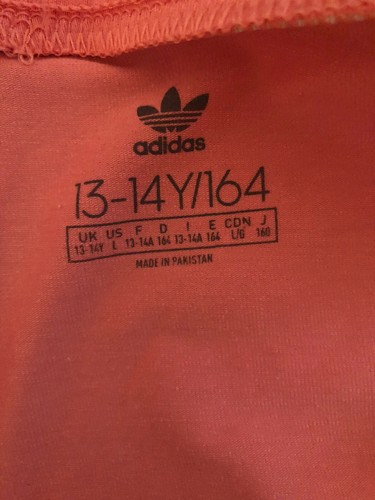 adidas
13-14Y/164
UK US F D I E CDN J
13-14Y L 13-14A 164 13-14A 164 L/G 160
MADE IN PAKISTAN